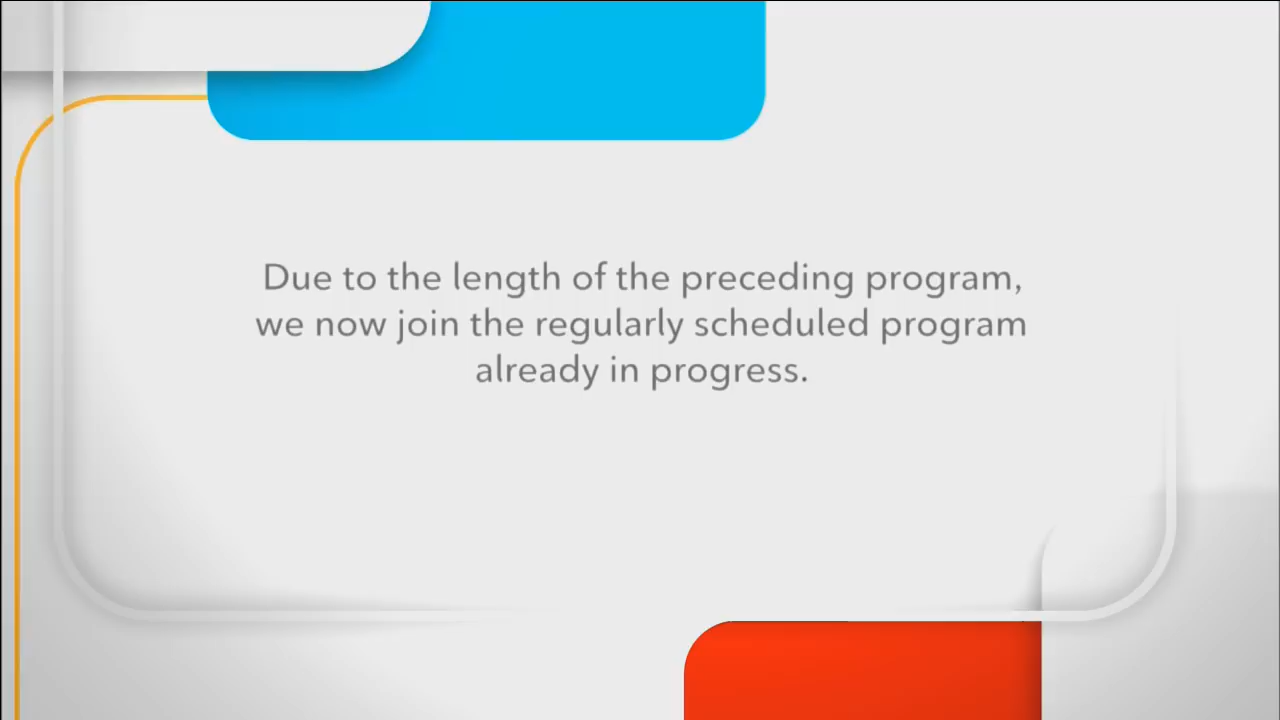 Due to the length of the preceding program,
we now join the regularly scheduled program
already in progress.